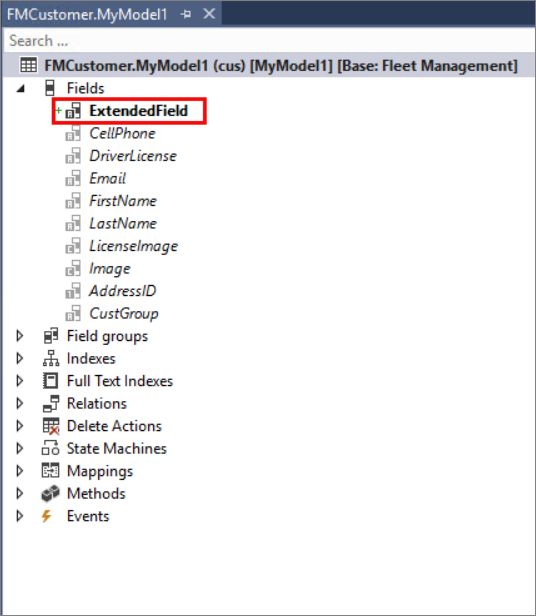 FMCustomer.MyModel1
Search ...
FMCustomer.MyModel1 (cus) [MyModel1] [Base: Fleet Management]
Fields
+ ExtendedField
CellPhone
DriverLicense
Email
FirstName
LastName
LicenseImage
Image
AddressID
CustGroup
Field groups
Indexes
Full Text Indexes
Relations
Delete Actions
State Machines
Mappings
Methods
Events